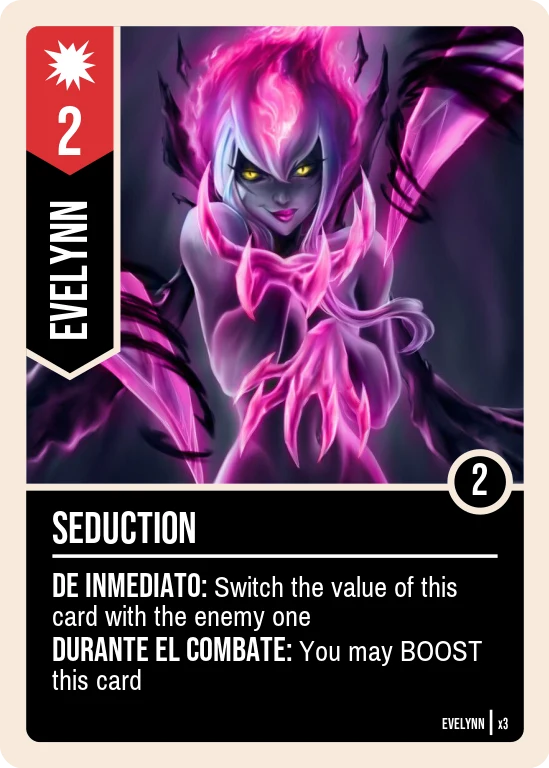 2
EVELYNN
2
SEDUCTION
DE INMEDIATO: Switch the value of this
card with the enemy one
DURANTE EL COMBATE: You may BOOST
this card
EVELYNN | x3